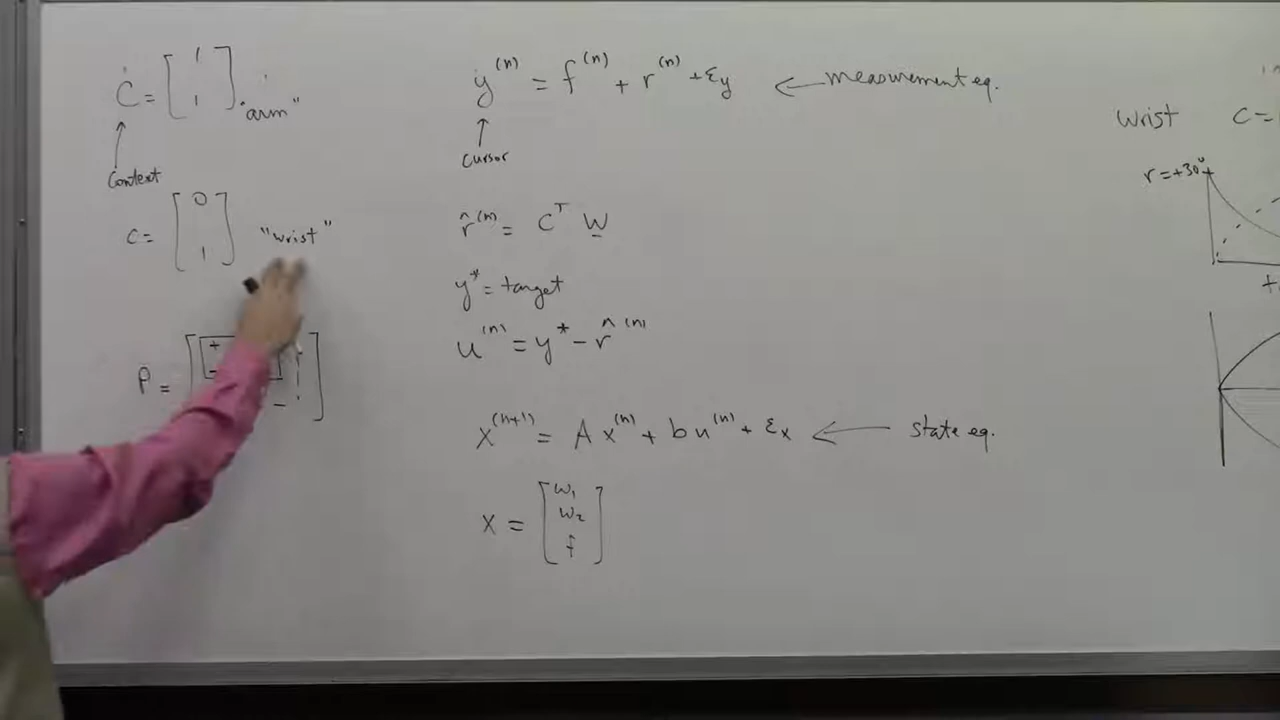 Ċ = [ 1 1 ] "arm"
Context
c = [ 0 1 ] "wrist"
P = [ + - - ]
y^(n) = f^(n) + r^(n) + ε_y ← measurement eq.
Cursor
r̂^(n) = C^T w
y* = target
u^(n) = y* - r̂^(n)
x^(n+1) = A x^(n) + b u^(n) + ε_x ← state eq.
x = [ w₁ w₂ f ]
wrist c =
r = +30°